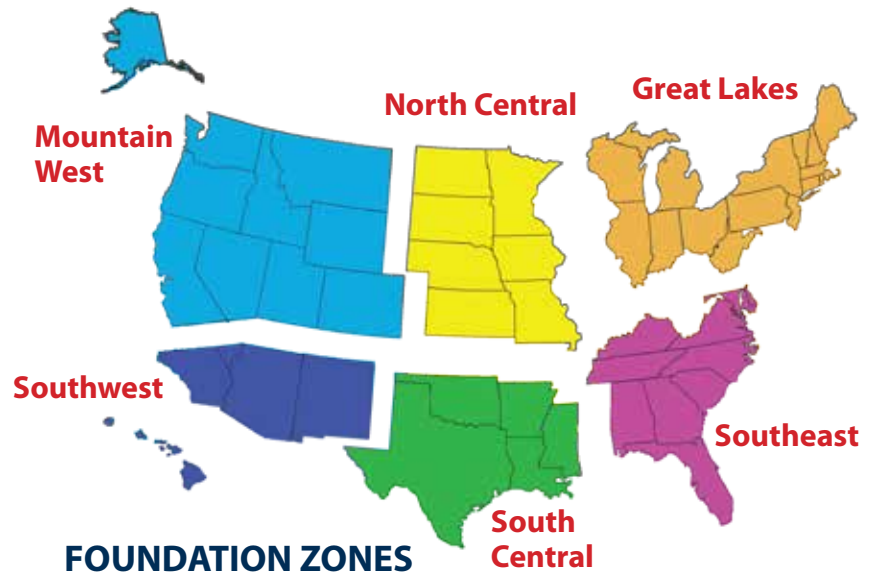 North Central
Great Lakes
Mountain
West
Southwest
Southeast
South
Central
FOUNDATION ZONES